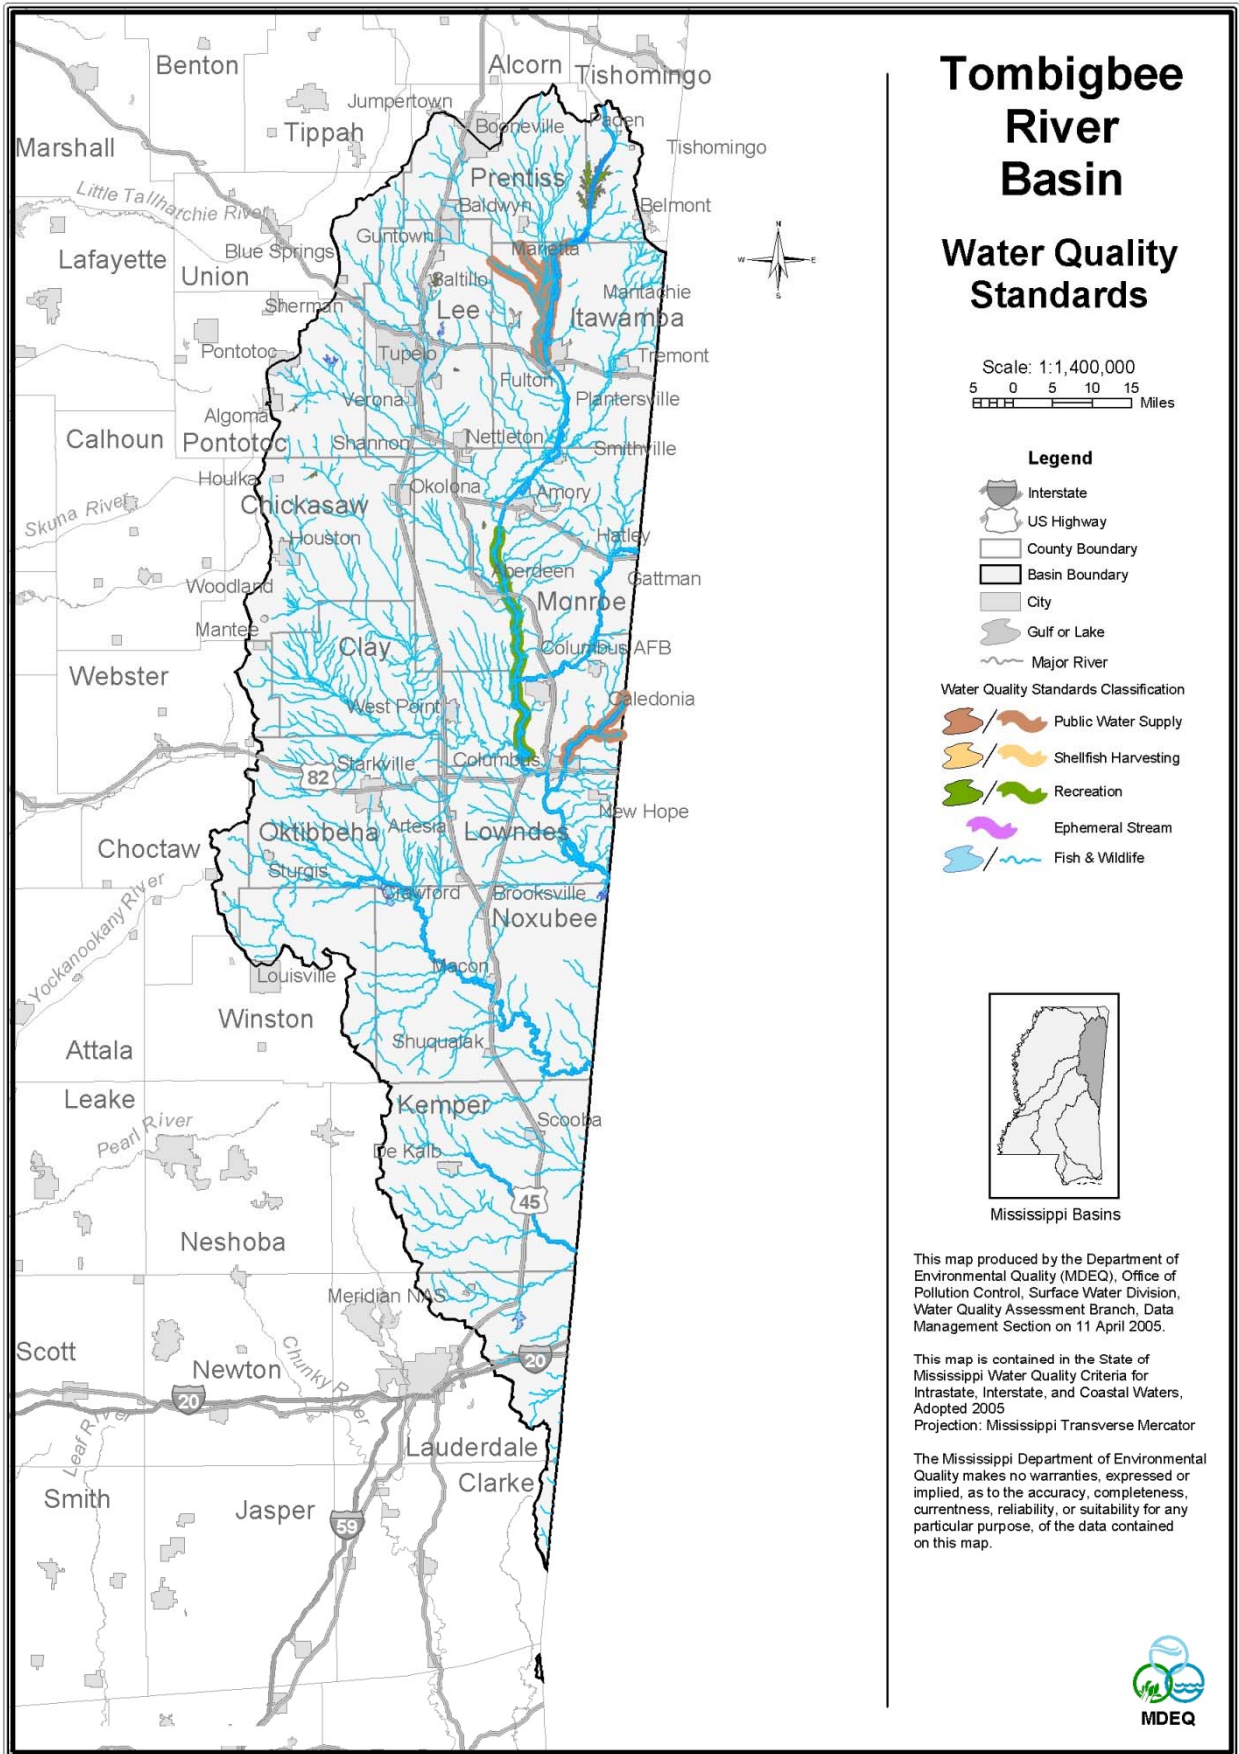 Tombigbee
River
Basin
Water Quality
Standards
Scale: 1:1,400,000
5 0 5 10 15
Miles
Legend
Interstate
US Highway
County Boundary
Basin Boundary
City
Gulf or Lake
Major River
Water Quality Standards Classification
Public Water Supply
Shellfish Harvesting
Recreation
Ephemeral Stream
Fish & Wildlife
Mississippi Basins
This map produced by the Department of
Environmental Quality (MDEQ), Office of
Pollution Control, Surface Water Division,
Water Quality Assessment Branch, Data
Management Section on 11 April 2005.
This map is contained in the State of
Mississippi Water Quality Criteria for
Intrastate, Interstate, and Coastal Waters,
Adopted 2005
Projection: Mississippi Transverse Mercator
The Mississippi Department of Environmental
Quality makes no warranties, expressed or
implied, as to the accuracy, completeness,
currentness, reliability, or suitability for any
particular purpose, of the data contained
on this map.
MDEQ
N
W E
S
Benton
Alcorn
Tishomingo
Jumpertown
Booneville
Paden
Tippah
Marshall
Tishomingo
Prentiss
Little Tallhatchie River
Baldwyn
Belmont
Guntown
Marietta
Blue Springs
Lafayette
Union
Saltillo
Mantachie
Sherman
Lee
Itawamba
Pontotoc
Tupelo
Tremont
Fulton
Verona
Plantersville
Algoma
Calhoun
Pontotoc
Shannon
Nettleton
Smithville
Houlka
Okolona
Amory
Chickasaw
Skuna River
Houston
Hatley
Aberdeen
Gattman
Woodland
Monroe
Mantee
Clay
Columbus AFB
Webster
West Point
Caledonia
Starkville
Columbus
82
New Hope
Oktibbeha
Artesia
Lowndes
Choctaw
Sturgis
Crawford
Brooksville
Noxubee
Yockanookany River
Louisville
Macon
Winston
Shuqualak
Attala
Leake
Kemper
Scooba
Pearl River
De Kalb
45
Neshoba
Meridian NAS
Scott
Newton
Chunky River
20
20
Leaf River
Lauderdale
Clarke
Smith
Jasper
59